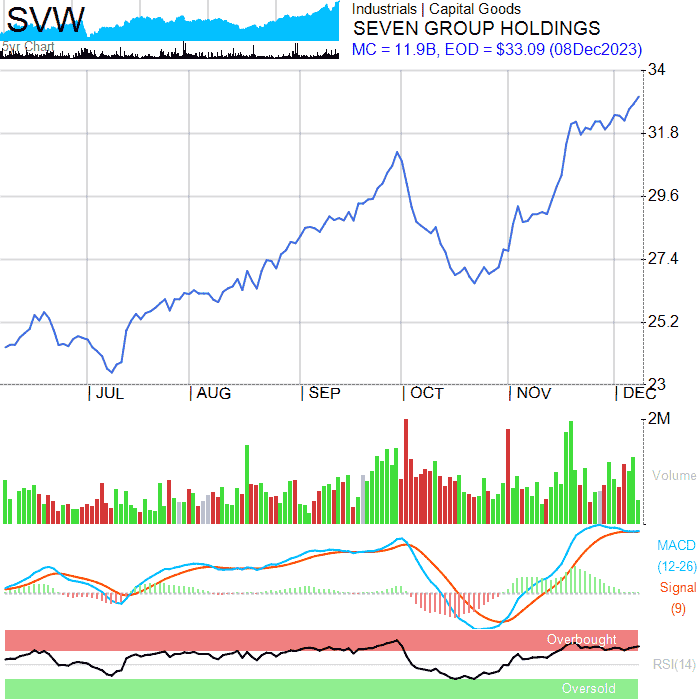 SVW
5yr Chart
Industrials | Capital Goods
SEVEN GROUP HOLDINGS
MC = 11.9B, EOD = $33.09 (08Dec2023)
34
31.8
29.6
27.4
25.2
23
| JUL | AUG | SEP | OCT | NOV | DEC
2M
Volume
MACD
(12-26)
Signal
(9)
Overbought
RSI(14)
Oversold